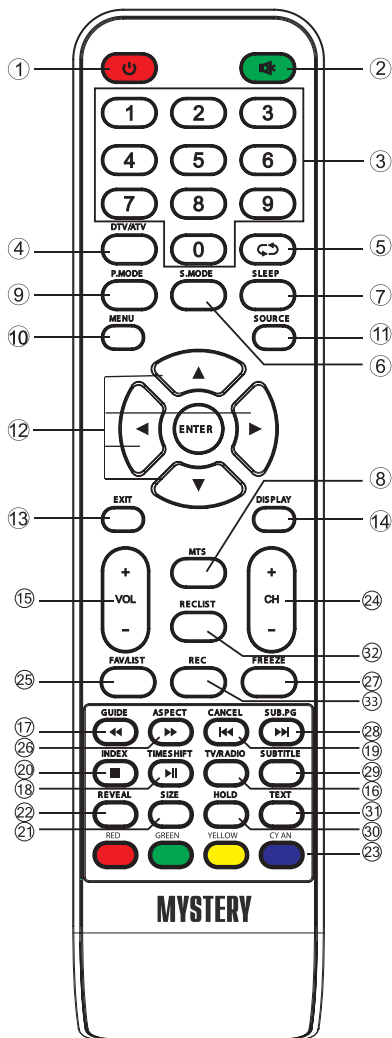 ① ②
1 2 3
③
4 5 6
7 8 9
DTV/ATV
④ 0 ⑤
P.MODE S.MODE SLEEP
⑨ ⑦
MENU SOURCE
⑩ ⑪
⑥
⑫ ENTER
⑧
EXIT DISPLAY
⑬ ⑭
MTS
+ +
⑮ VOL CH ㉔
- -
RECLIST
㉜
FAV/LIST REC FREEZE
㉕ ㉗
㉝
GUIDE ASPECT CANCEL SUB.PG
⑰ ㉘
㉖ ⑲
INDEX TIMESHIFT TV/RADIO SUBTITLE
⑳ ㉙
⑱ ⑯
REVEAL SIZE HOLD TEXT
㉒ ㉛
㉑ ㉚
RED GREEN YELLOW CY AN
㉓
MYSTERY